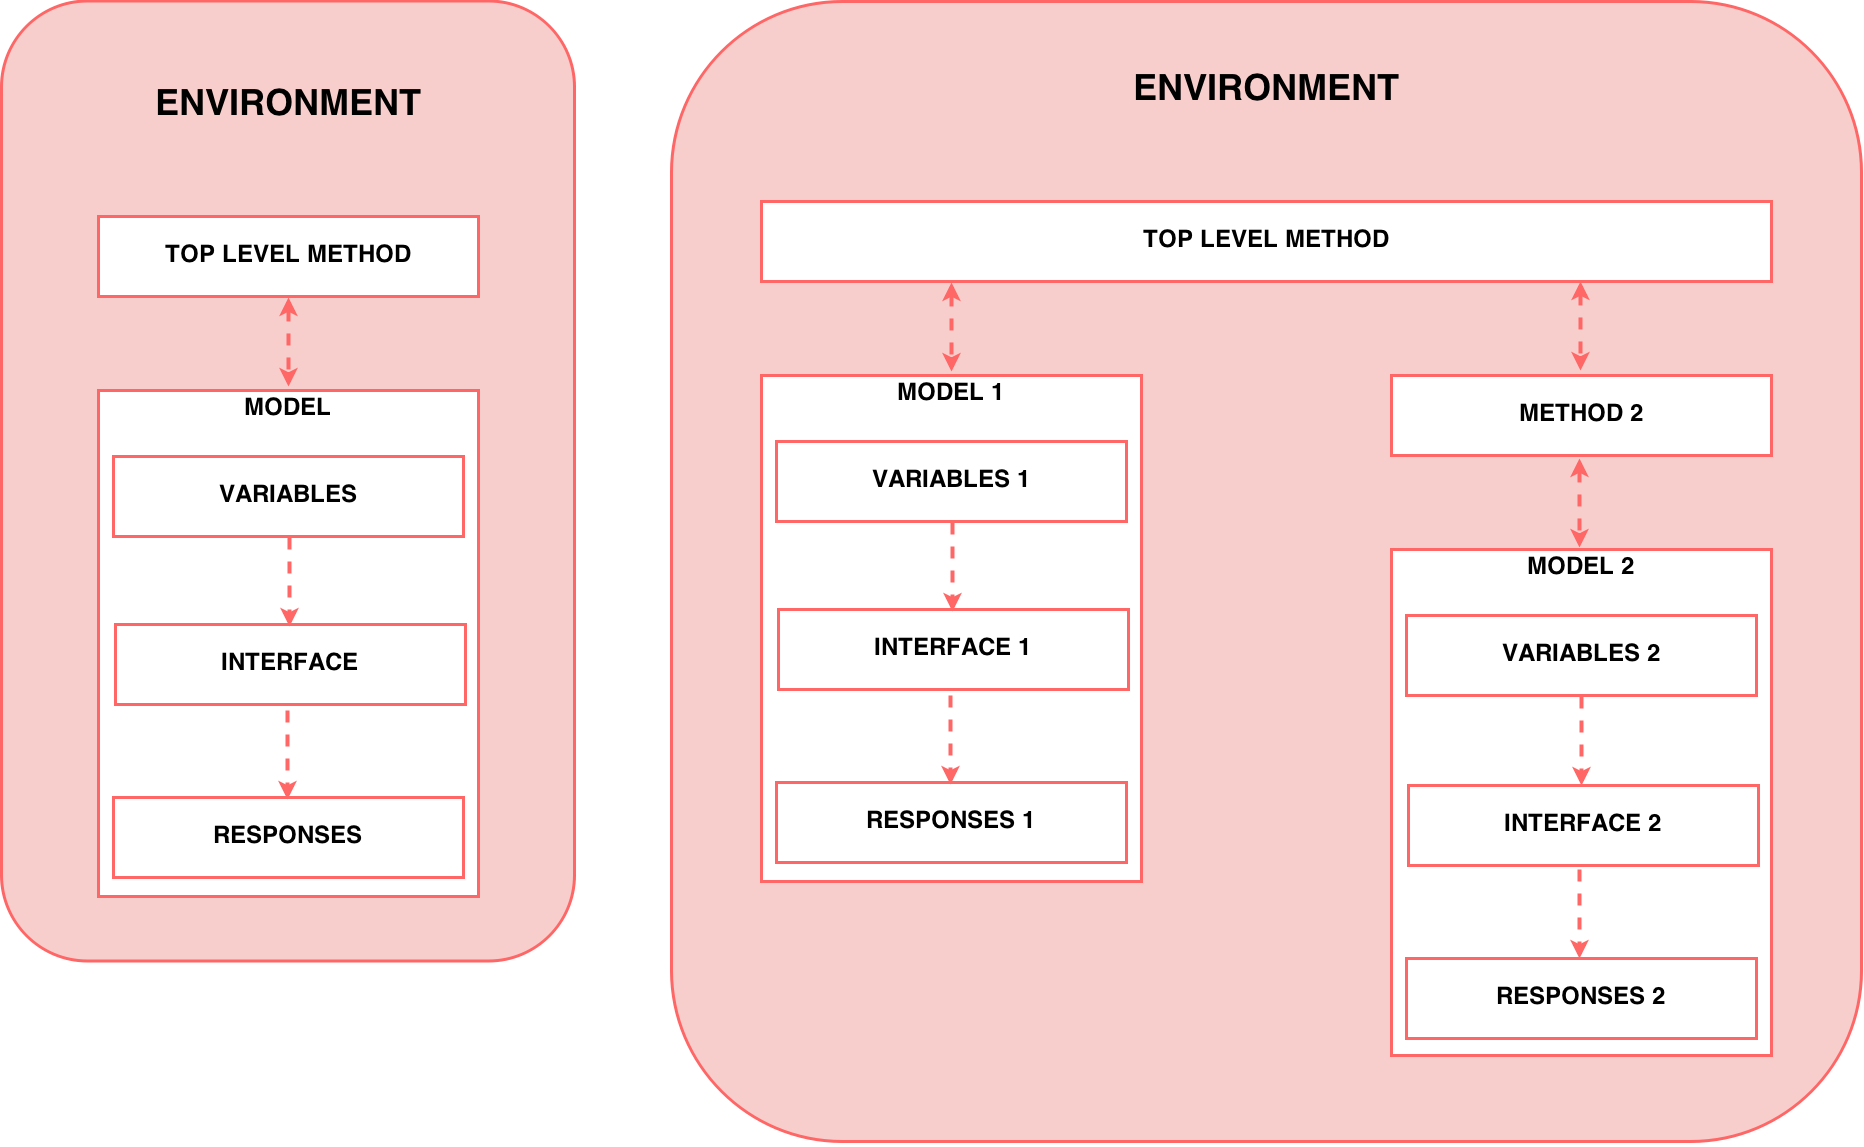 ENVIRONMENT
TOP LEVEL METHOD
MODEL
VARIABLES
INTERFACE
RESPONSES
ENVIRONMENT
TOP LEVEL METHOD
MODEL 1
VARIABLES 1
INTERFACE 1
RESPONSES 1
METHOD 2
MODEL 2
VARIABLES 2
INTERFACE 2
RESPONSES 2